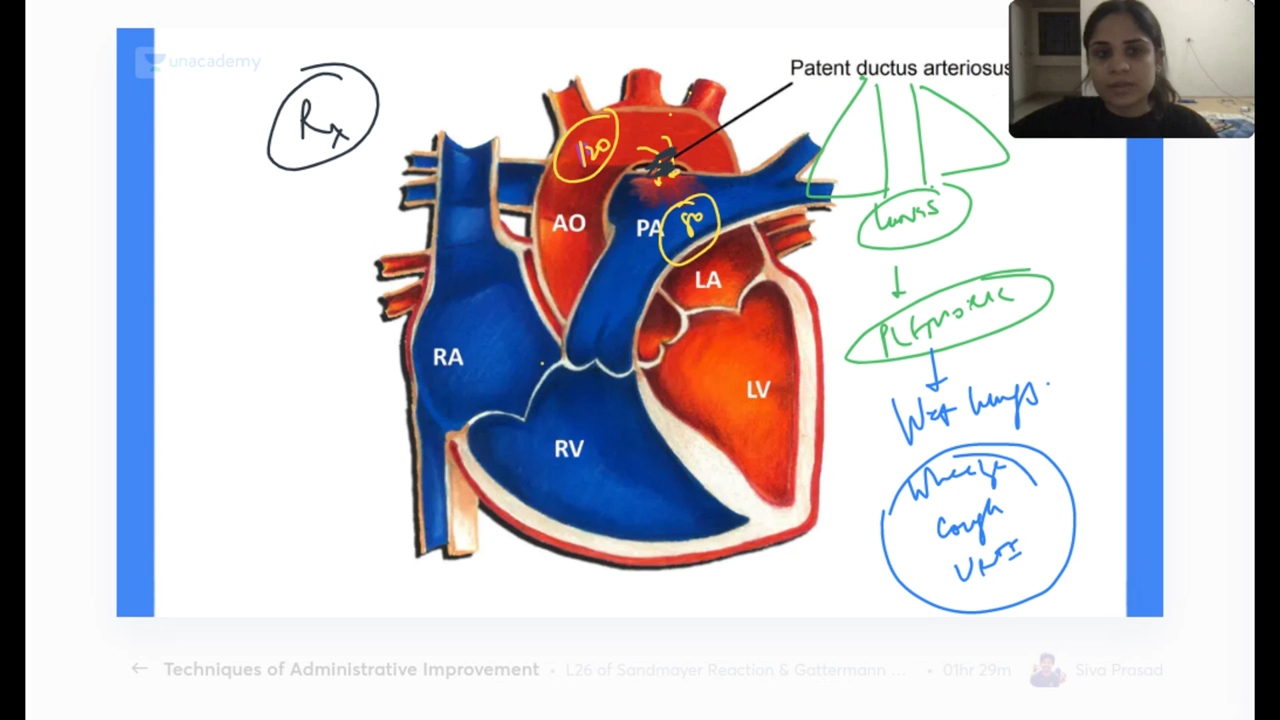 unacademy
Patent ductus arteriosus
Rx
120
AO
PA
80
LA
RA
LV
RV
Lungs
Plethoric
Wet lungs.
Wheeze
Cough
URTI
← Techniques of Administrative Improvement • L26 of Sandmayer Reaction & Gattermann ... • 01hr 29m Siva Prasad